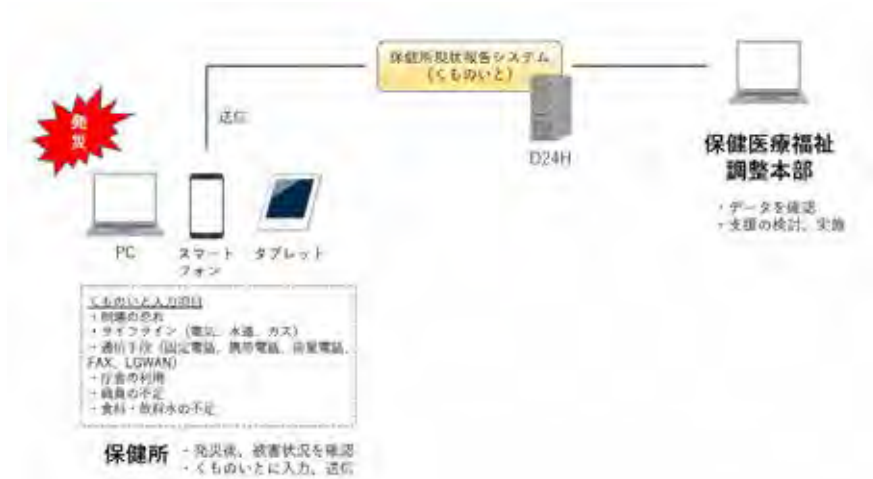 保健所現状報告システム
(くものいと)
発
災
送信
D24H
保健医療福祉
調整本部
・データを確認
・支援の検討、実施
PC
スマート
フォン
タブレット
くものいと入力項目
・倒壊の恐れ
・ライフライン（電気、水道、ガス）
・通信手段（固定電話、携帯電話、衛星電話、
FAX、LGWAN）
・庁舎の利用
・職員の不足
・食料・飲料水の不足
保健所
・発災後、被害状況を確認
・くものいとに入力、送信